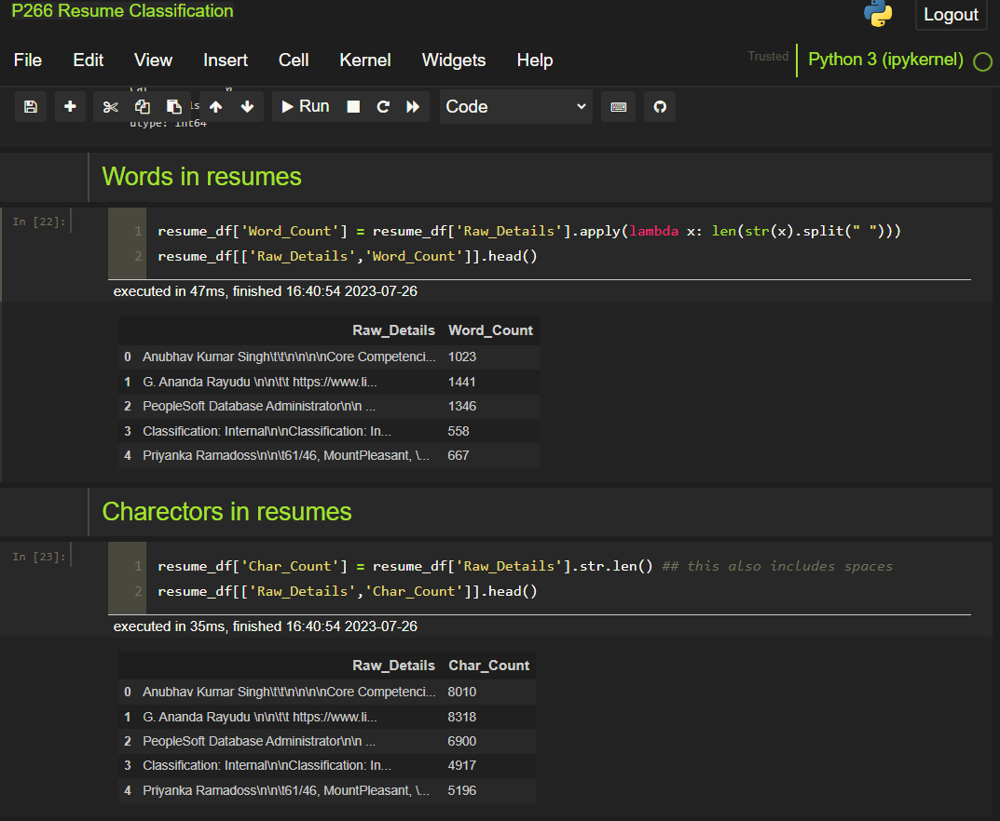 P266 Resume Classification
Logout
File Edit View Insert Cell Kernel Widgets Help
Trusted
Python 3 (ipykernel)
Run
Code
dtype: int64
Words in resumes
In [22]:
1 resume_df['Word_Count'] = resume_df['Raw_Details'].apply(lambda x: len(str(x).split(" ")))
2 resume_df[['Raw_Details','Word_Count']].head()
executed in 47ms, finished 16:40:54 2023-07-26
Raw_Details Word_Count
0 Anubhav Kumar Singh\t\t\n\n\n\nCore Competenci... 1023
1 G. Ananda Rayudu \n\n\t\t https://www.li... 1441
2 PeopleSoft Database Administrator\n\n ... 1346
3 Classification: Internal\n\nClassification: In... 558
4 Priyanka Ramadoss\n\n\t61/46, MountPleasant, \... 667
Charectors in resumes
In [23]:
1 resume_df['Char_Count'] = resume_df['Raw_Details'].str.len() ## this also includes spaces
2 resume_df[['Raw_Details','Char_Count']].head()
executed in 35ms, finished 16:40:54 2023-07-26
Raw_Details Char_Count
0 Anubhav Kumar Singh\t\t\n\n\n\nCore Competenci... 8010
1 G. Ananda Rayudu \n\n\t\t https://www.li... 8318
2 PeopleSoft Database Administrator\n\n ... 6900
3 Classification: Internal\n\nClassification: In... 4917
4 Priyanka Ramadoss\n\n\t61/46, MountPleasant, \... 5196